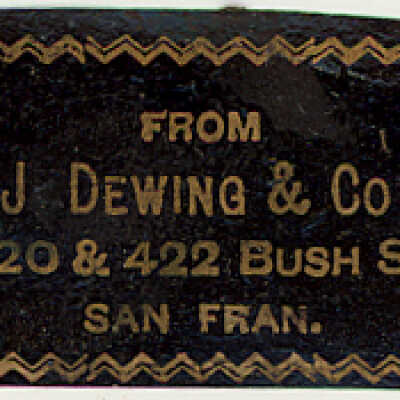 FROM
J DEWING & CO
20 & 422 BUSH S
SAN FRAN.